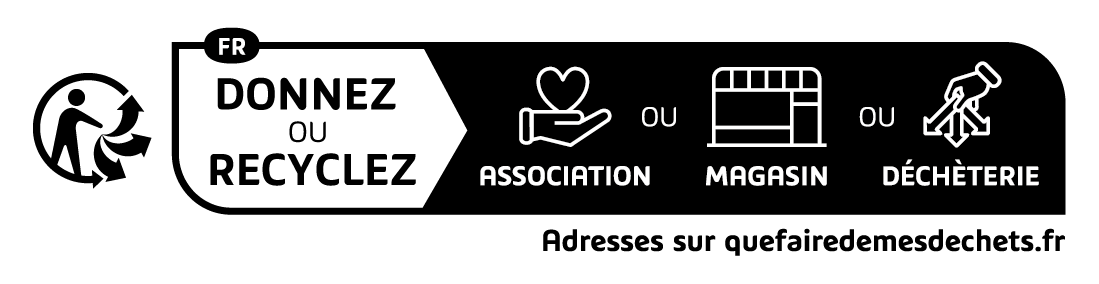 FR
DONNEZ
OU
RECYCLEZ
OU
OU
ASSOCIATION
MAGASIN
DÉCHÈTERIE
Adresses sur quefairedemesdechets.fr